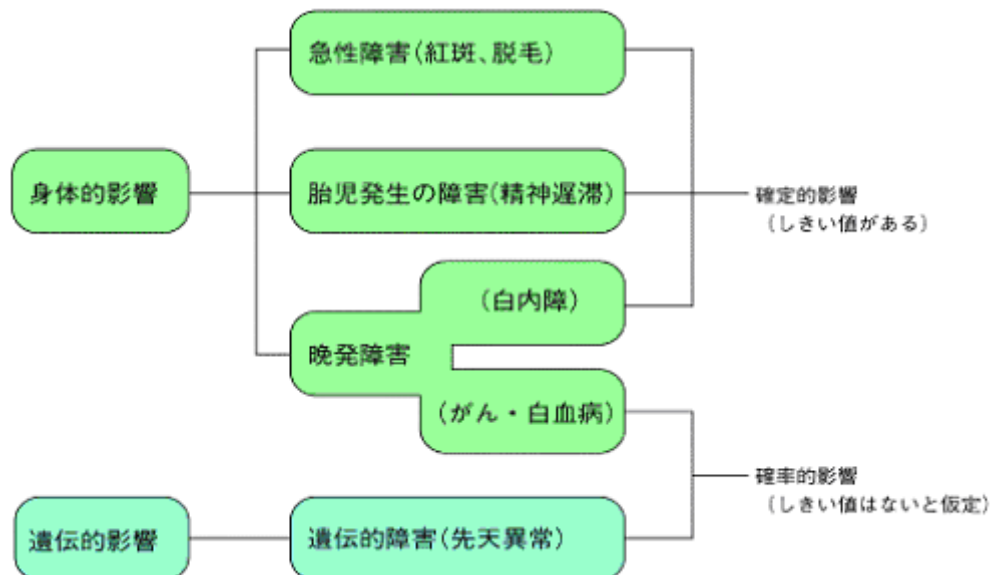 急性障害(紅斑、脱毛)
身体的影響
胎児発生の障害(精神遅滞)
確定的影響
(しきい値がある)
(白内障)
晩発障害
(がん・白血病)
確率的影響
(しきい値はないと仮定)
遺伝的影響
遺伝的障害(先天異常)